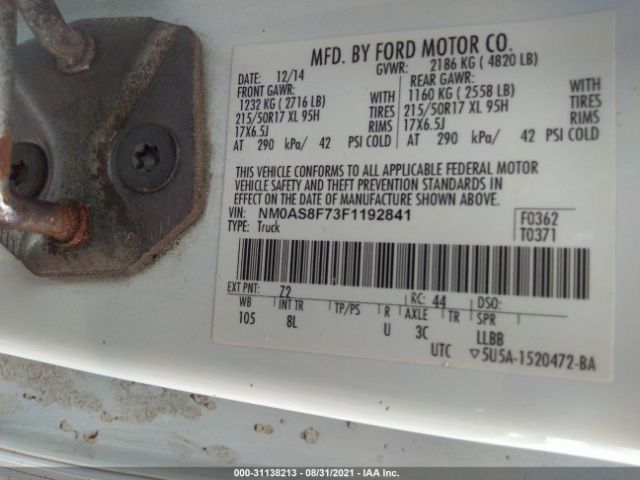 MFD. BY FORD MOTOR CO.
DATE: 12/14 GVWR: 2186 KG ( 4820 LB)
FRONT GAWR: REAR GAWR:
1232 KG ( 2716 LB) WITH 1160 KG ( 2558 LB) WITH
215/50R17 XL 95H TIRES 215/50R17 XL 95H TIRES
17X6.5J RIMS 17X6.5J RIMS
AT 290 kPa/ 42 PSI COLD AT 290 kPa/ 42 PSI COLD
THIS VEHICLE CONFORMS TO ALL APPLICABLE FEDERAL MOTOR
VEHICLE SAFETY AND THEFT PREVENTION STANDARDS IN
EFFECT ON THE DATE OF MANUFACTURE SHOWN ABOVE.
VIN: NM0AS8F73F1192841 F0362
TYPE: Truck T0371
EXT PNT: Z2 RC: 44 DSO:
WB INT TR TP/PS R AXLE TR SPR
105 8L U 3C LLBB
UTC ▽5U5A-1520472-BA
000-31138213 - 08/31/2021 - IAA Inc.